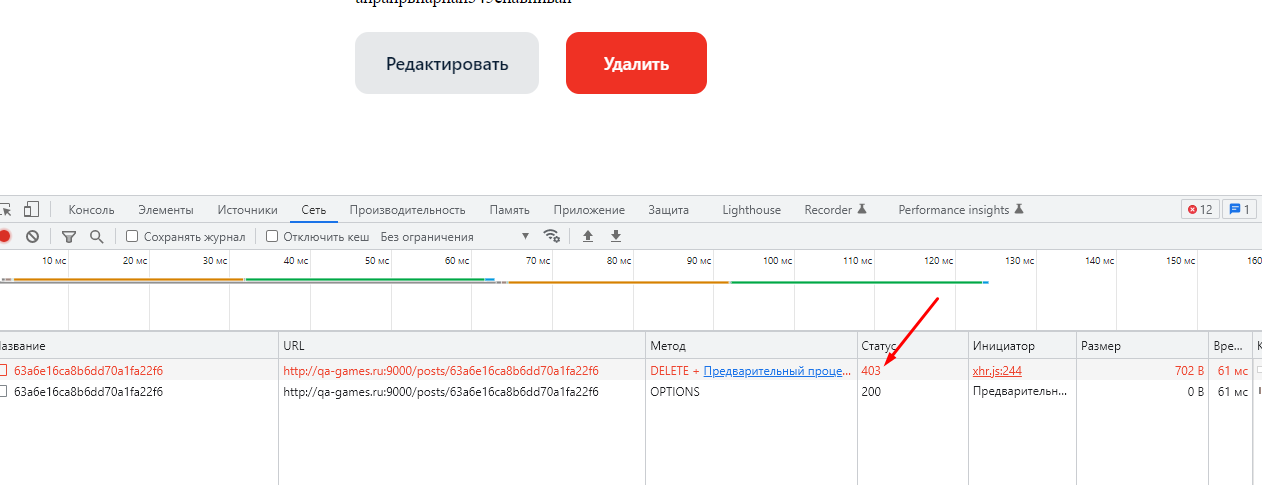 Редактировать Удалить
Консоль Элементы Источники Сеть Производительность Память Приложение Защита Lighthouse Recorder Performance insights 12 1
Сохранять журнал Отключить кеш Без ограничения
10 мс 20 мс 30 мс 40 мс 50 мс 60 мс 70 мс 80 мс 90 мс 100 мс 110 мс 120 мс 130 мс 140 мс 150 мс 160
азвание URL Метод Статус Инициатор Размер Вре...
63a6e16ca8b6dd70a1fa22f6 http://qa-games.ru:9000/posts/63a6e16ca8b6dd70a1fa22f6 DELETE + Предварительный проце... 403 xhr.js:244 702 B 61 мс
63a6e16ca8b6dd70a1fa22f6 http://qa-games.ru:9000/posts/63a6e16ca8b6dd70a1fa22f6 OPTIONS 200 Предварительн... 0 B 61 мс